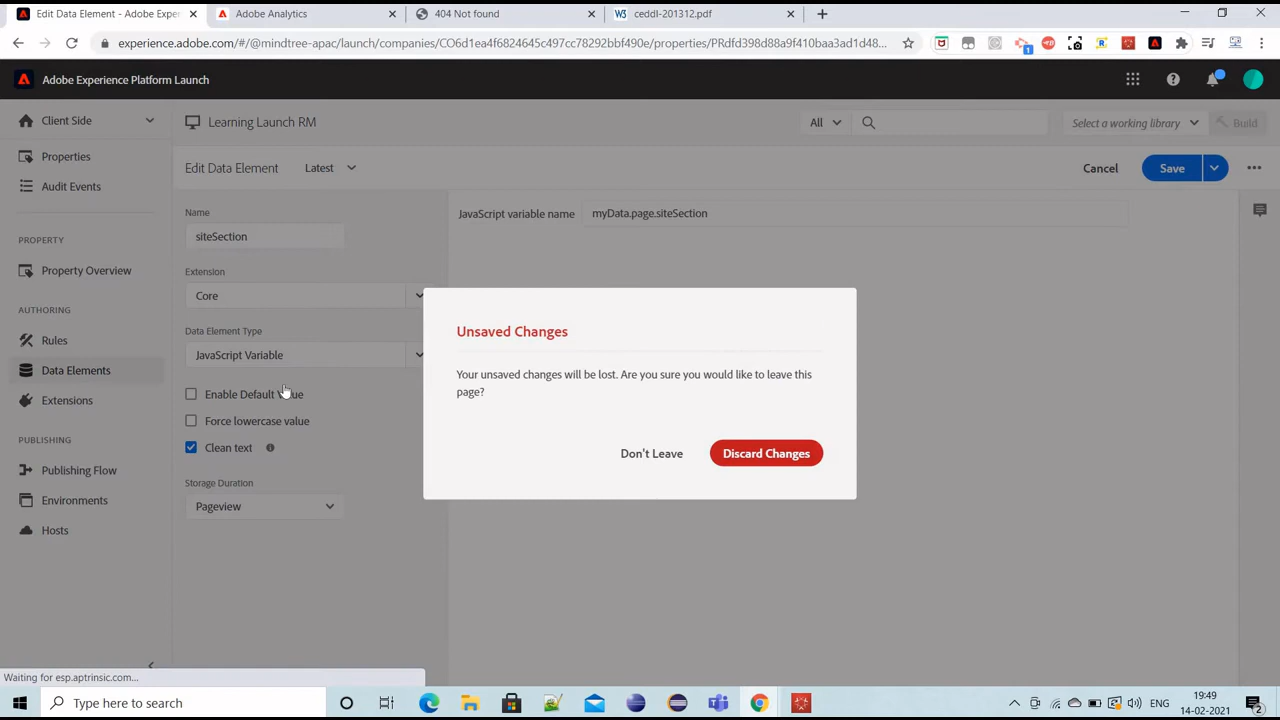 Edit Data Element - Adobe Exper
Adobe Analytics
404 Not found
W3
ceddl-201312.pdf
experience.adobe.com/#/@mindtree-apac/launch/companies/CO5d1ea4f6824645c497cc78292bbf490e/properties/PRdfd398d88a9f410baa3ad1d48...
Adobe Experience Platform Launch
Client Side
Learning Launch RM
All
Select a working library
Build
Properties
Audit Events
Edit Data Element
Latest
Cancel
Save
PROPERTY
Property Overview
AUTHORING
Rules
Data Elements
Extensions
PUBLISHING
Publishing Flow
Environments
Hosts
Name
siteSection
Extension
Core
Data Element Type
JavaScript Variable
Enable Default Value
Force lowercase value
Clean text
Storage Duration
Pageview
JavaScript variable name
myData.page.siteSection
Unsaved Changes
Your unsaved changes will be lost. Are you sure you would like to leave this
page?
Don't Leave
Discard Changes
Waiting for esp.aptrinsic.com...
Type here to search
ENG
19:49
14-02-2021
2